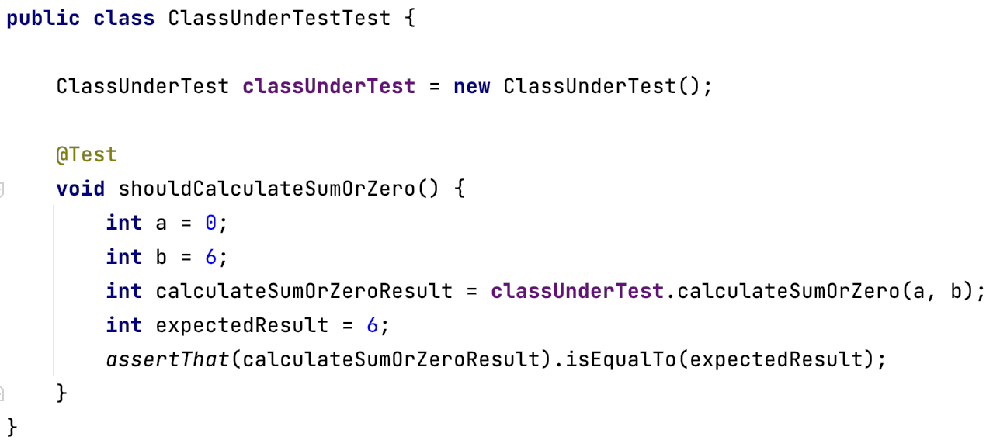 public class ClassUnderTestTest {
ClassUnderTest classUnderTest = new ClassUnderTest();
@Test
void shouldCalculateSumOrZero() {
int a = 0;
int b = 6;
int calculateSumOrZeroResult = classUnderTest.calculateSumOrZero(a, b);
int expectedResult = 6;
assertThat(calculateSumOrZeroResult).isEqualTo(expectedResult);
}
}